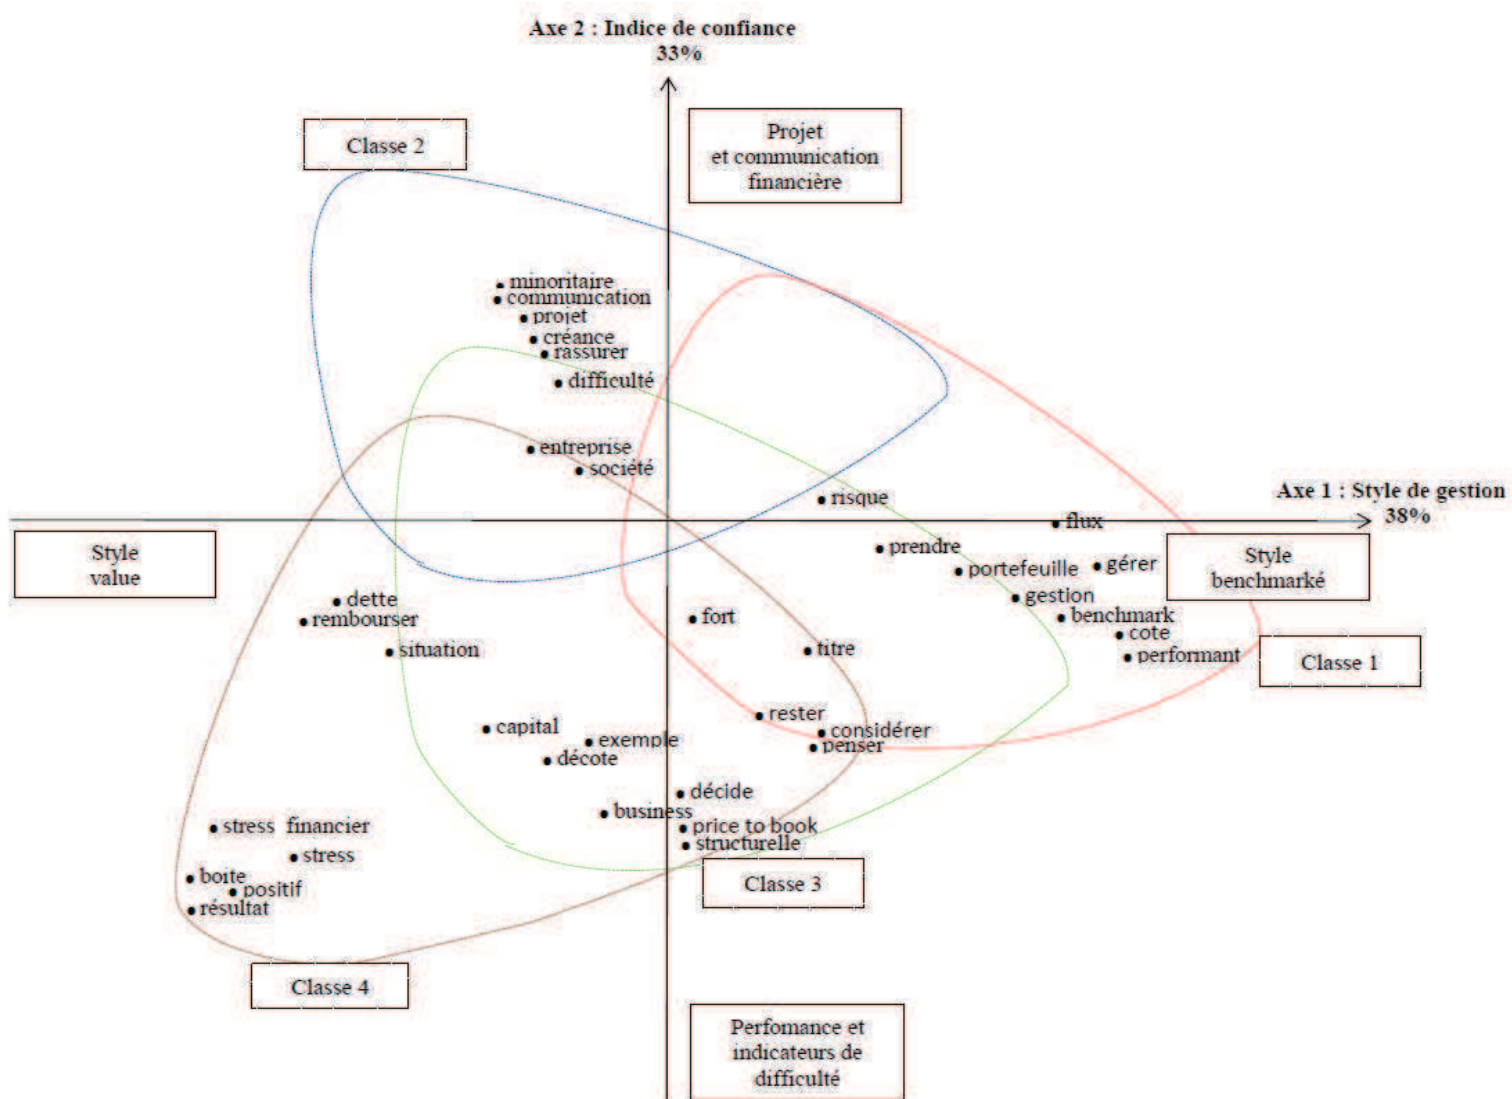 Axe 2 : Indice de confiance
33%
Projet
et communication
financière
Classe 2
minoritaire
communication
projet
créance
rassurer
difficulté
entreprise
société
risque
Axe 1 : Style de gestion
38%
flux
Style
value
prendre
portefeuille
gérer
Style
benchmarké
dette
rembourser
gestion
benchmark
fort
cote
situation
titre
performant
Classe 1
rester
capital
considérer
exemple
penser
décote
décide
business
stress financier
price to book
structurelle
stress
boite
positif
Classe 3
résultat
Classe 4
Perfomance et
indicateurs de
difficulté